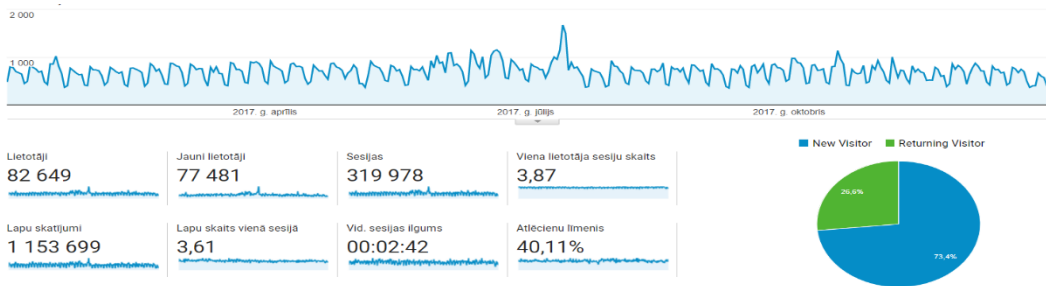 2 000
1 000
2017. g. aprīlis
2017. g. jūlijs
2017. g. oktobris
New Visitor
Returning Visitor
Lietotāji
82 649
Jauni lietotāji
77 481
Sesijas
319 978
Viena lietotāja sesiju skaits
3,87
Lapu skatījumi
1 153 699
Lapu skaits vienā sesijā
3,61
Vid. sesijas ilgums
00:02:42
Atlēcienu līmenis
40,11%
26,6%
73,4%